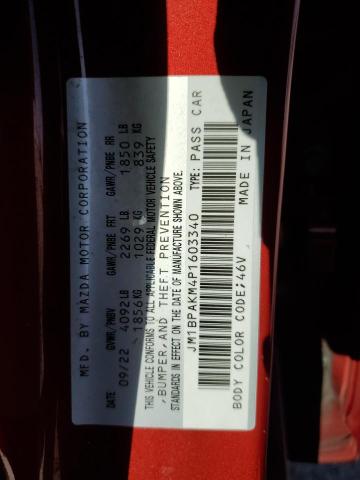 MFD. BY MAZDA MOTOR CORPORATION
GVWR/PNBV GAWR/PNBE FRT GAWR/PNBE RR
09/22 4092LB 2269 LB 1850 LB
1856KG 1029 KG 839 KG
THIS VEHICLE CONFORMS TO ALL APPLICABLE FEDERAL MOTOR VEHICLE SAFETY
,BUMPER,AND THEFT PREVENTION
STANDARDS IN EFFECT ON THE DATE OF MANUFACTURE SHOWN ABOVE.
JM1BPAKM4P1603340 TYPE: PASS CAR
BODY COLOR CODE:46V MADE IN JAPAN